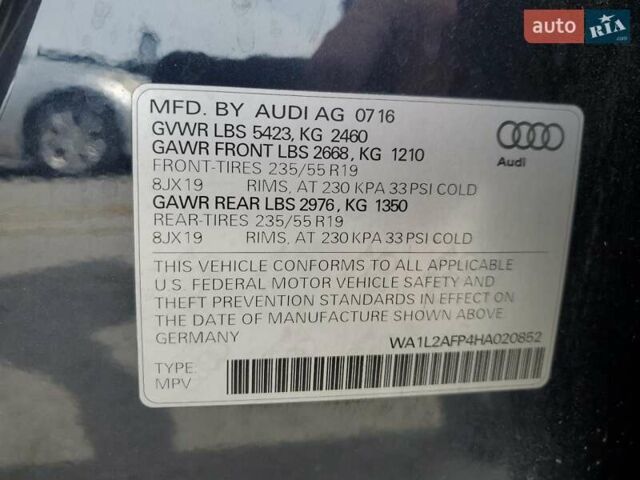 auto RIA
.com
MFD. BY AUDI AG 07 16
GVWR LBS 5423, KG 2460
GAWR FRONT LBS 2668, KG 1210
FRONT-TIRES 235/55 R19
8JX19 RIMS, AT 230 KPA 33 PSI COLD
GAWR REAR LBS 2976, KG 1350
REAR-TIRES 235/55 R19
8JX19 RIMS, AT 230 KPA 33 PSI COLD
Audi
THIS VEHICLE CONFORMS TO ALL APPLICABLE
U.S. FEDERAL MOTOR VEHICLE SAFETY AND
THEFT PREVENTION STANDARDS IN EFFECT ON
THE DATE OF MANUFACTURE SHOWN ABOVE.
GERMANY WA1L2AFP4HA020852
TYPE:
MPV